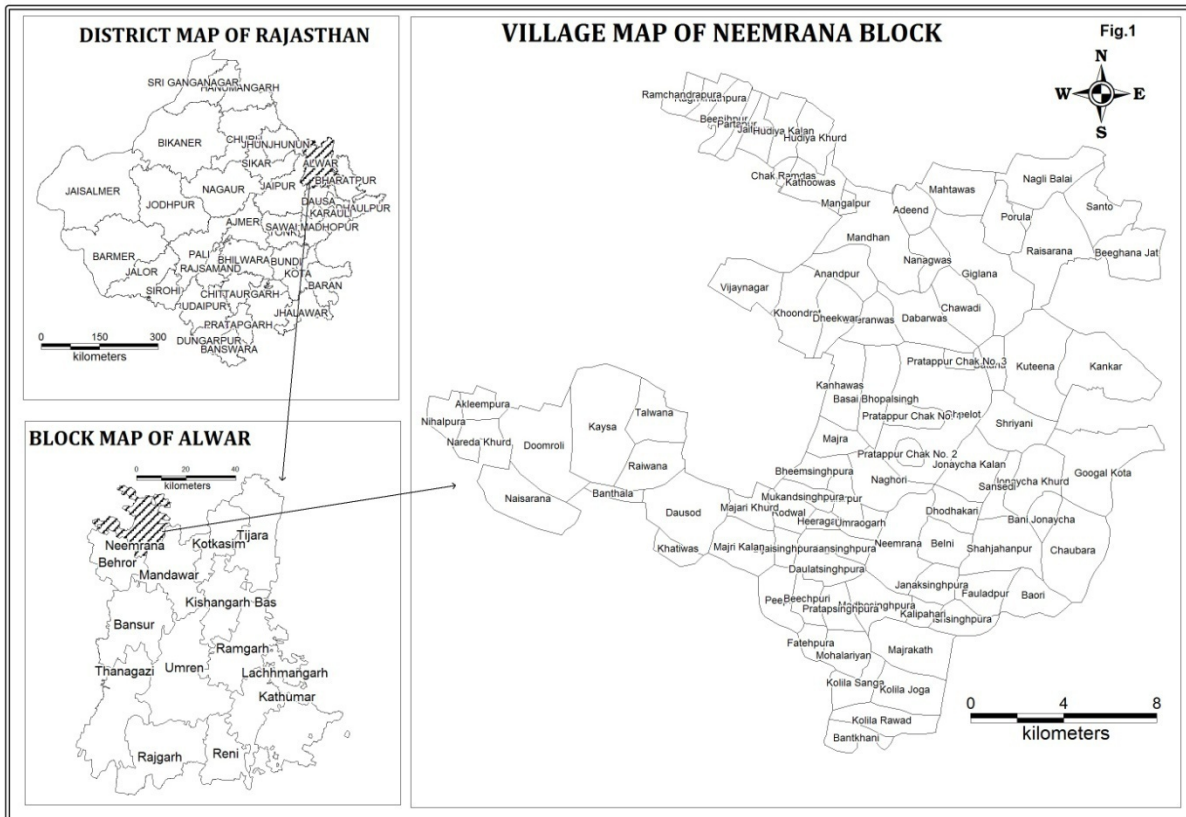 DISTRICT MAP OF RAJASTHAN
SRI GANGANAGAR
HANUMANGARH
BIKANER
CHURU
JHUNJHUNUN
SIKAR
ALWAR
JAISALMER
NAGAUR
JAIPUR
BHARATPUR
JODHPUR
DAUSA
DHAULPUR
KARAULI
AJMER
SAWAI MADHOPUR
TONK
BARMER
PALI
BHILWARA
BUNDI
RAJSAMAND
KOTA
JALOR
BARAN
SIROHI
CHITTAURGARH
UDAIPUR
JHALAWAR
PRATAPGARH
DUNGARPUR
BANSWARA
0 150 300
kilometers
BLOCK MAP OF ALWAR
0 20 40
kilometers
Neemrana
Kotkasim
Tijara
Behror
Mandawar
Kishangarh Bas
Bansur
Ramgarh
Thanagazi
Umren
Lachhmangarh
Kathumar
Rajgarh
Reni
VILLAGE MAP OF NEEMRANA BLOCK
Fig.1
N
W E
S
Ramchandrapura
Partapur
Hudiya Kalan
Hudiya Khurd
Chak Ramdas
Kathoowas
Mangalpur
Mahtawas
Nagli Balai
Adeend
Porula
Santo
Mandhan
Raisarana
Beeghana Jat
Nanagwas
Anandpur
Giglana
Vijaynagar
Khoondrot
Dheekwar
Dabarwas
Chawadi
Pratappur Chak No. 3
Kuteena
Kankar
Kanhawas
Basai Bhopalsingh
Akleempura
Talwana
Nihalpura
Kaysa
Shriyani
Nareda Khurd
Doomroli
Majra
Pratappur Chak No. 2
Raiwana
Bheemsinghpura
Jonaycha Kalan
Googal Kota
Naghori
Jonaycha Khurd
Naisarana
Banthala
Mukandsinghpura
Sansedi
Dausod
Majari Khurd
Rodwal
Umraogarh
Dhodhakari
Bani Jonaycha
Khatiwas
Majri Kalan
Neemrana
Belni
Shahjahanpur
Chaubara
Daulatsinghpura
Janaksinghpura
Fauladpur
Baori
Beechpuri
Pratapsinghpura
Madhosinghpura
Kalipahari
Fatehpura
Mohalariyan
Majrakath
Kolila Sanga
Kolila Joga
Kolila Rawad
Bantkhani
0 4 8
kilometers